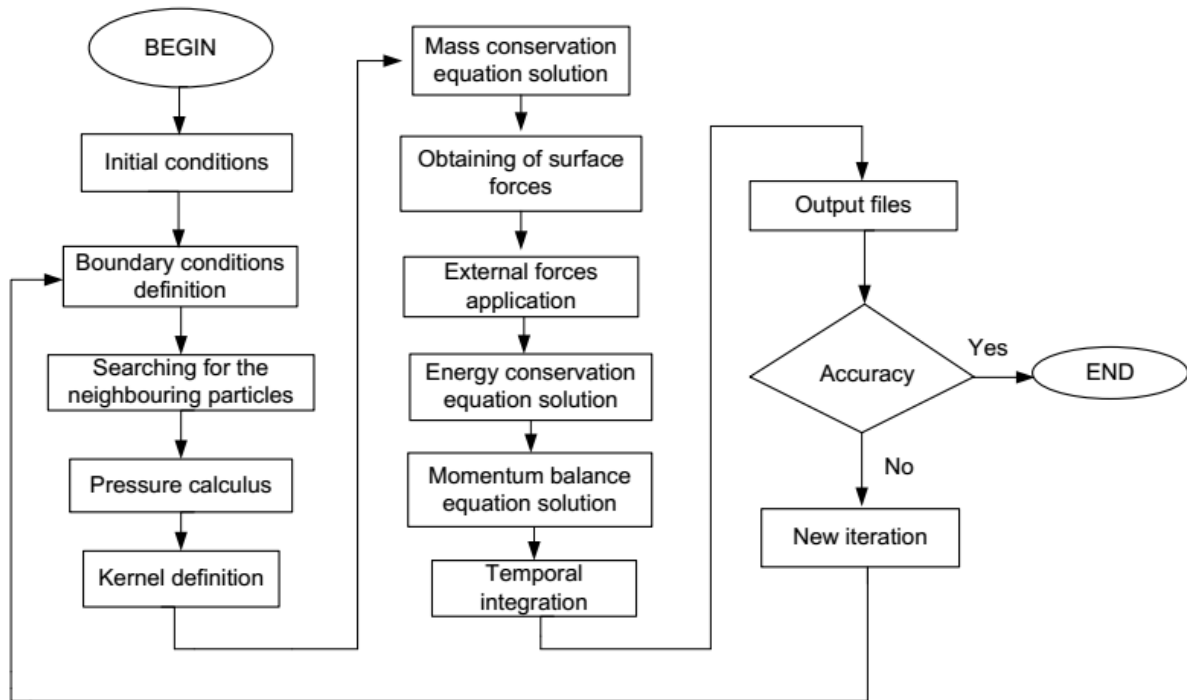 BEGIN
Initial conditions
Boundary conditions
definition
Searching for the
neighbouring particles
Pressure calculus
Kernel definition
Mass conservation
equation solution
Obtaining of surface
forces
External forces
application
Energy conservation
equation solution
Momentum balance
equation solution
Temporal
integration
Output files
Accuracy
Yes
END
No
New iteration